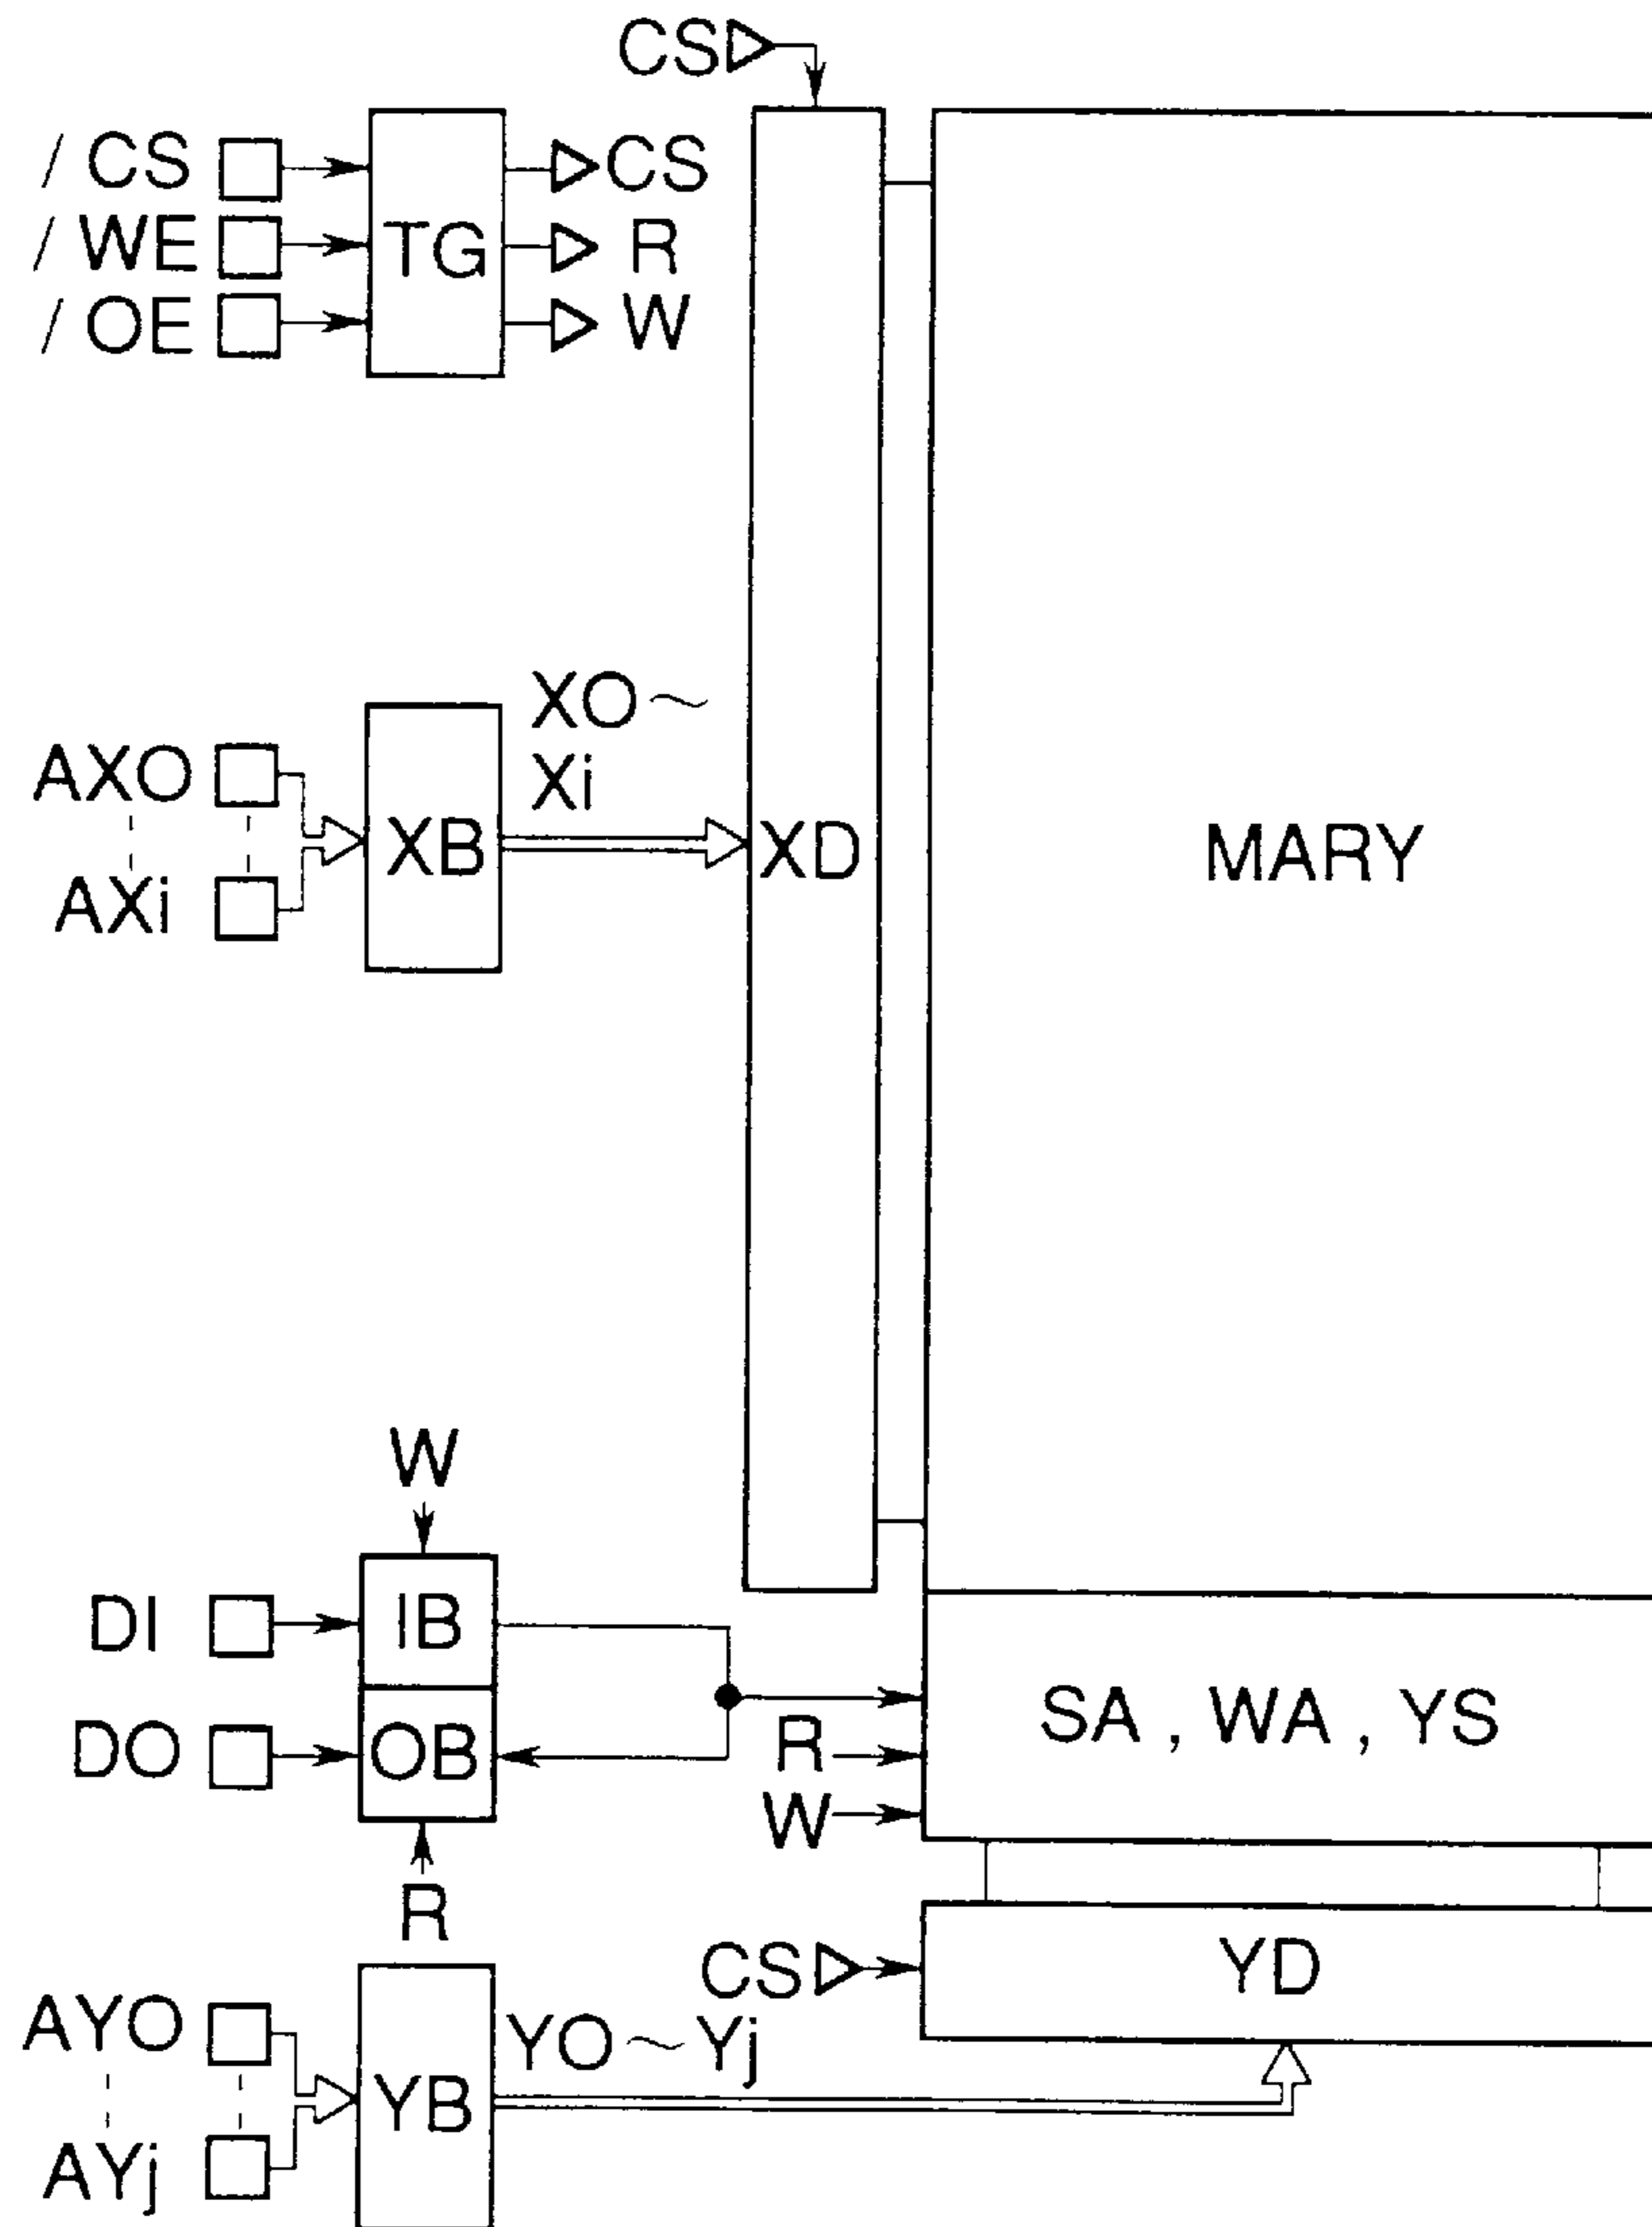 CS
/ CS
CS
/ WE
TG
R
/ OE
W
XO～
Xi
AXO
XB
XD
MARY
AXi
W
DI
IB
SA , WA , YS
DO
OB
R
W
R
CS
YD
AYO
YO～Yj
YB
AYj